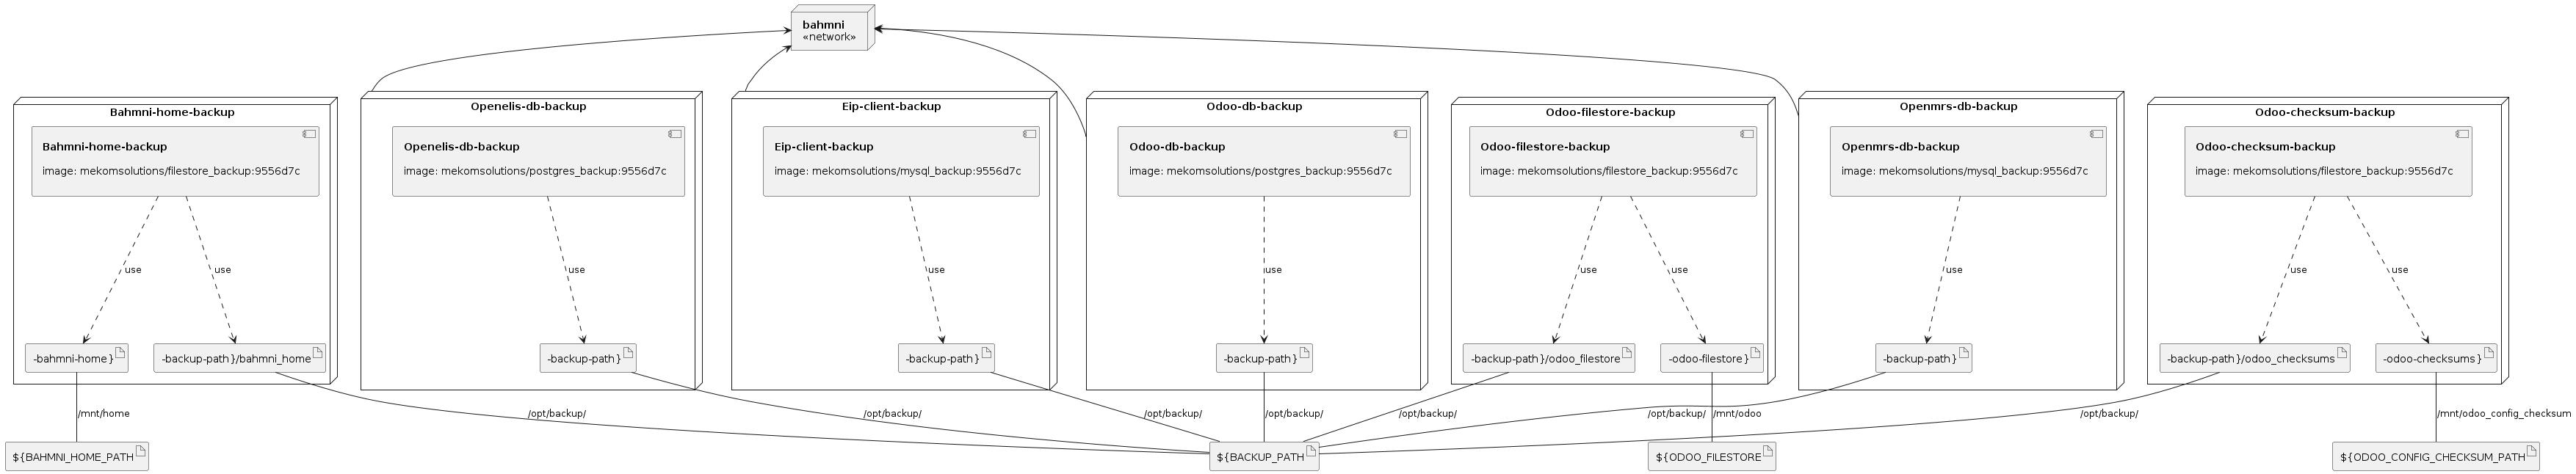 bahmni
«network»
Bahmni-home-backup
Openelis-db-backup
Eip-client-backup
Odoo-db-backup
Odoo-filestore-backup
Openmrs-db-backup
Odoo-checksum-backup
Bahmni-home-backup
image: mekomsolutions/filestore_backup:9556d7c
Openelis-db-backup
image: mekomsolutions/postgres_backup:9556d7c
Eip-client-backup
image: mekomsolutions/mysql_backup:9556d7c
Odoo-db-backup
image: mekomsolutions/postgres_backup:9556d7c
Odoo-filestore-backup
image: mekomsolutions/filestore_backup:9556d7c
Openmrs-db-backup
image: mekomsolutions/mysql_backup:9556d7c
Odoo-checksum-backup
image: mekomsolutions/filestore_backup:9556d7c
use
use
use
use
use
use
use
use
use
use
-bahmni-home}
-backup-path}/bahmni_home
-backup-path}
-backup-path}
-backup-path}
-backup-path}/odoo_filestore
-odoo-filestore}
-backup-path}
-backup-path}/odoo_checksums
-odoo-checksums}
/mnt/home
/opt/backup/
/opt/backup/
/opt/backup/
/opt/backup/
/opt/backup/
/opt/backup/
/mnt/odoo
/opt/backup/
/mnt/odoo_config_checksum
${BAHMNI_HOME_PATH
${BACKUP_PATH
${ODOO_FILESTORE
${ODOO_CONFIG_CHECKSUM_PATH